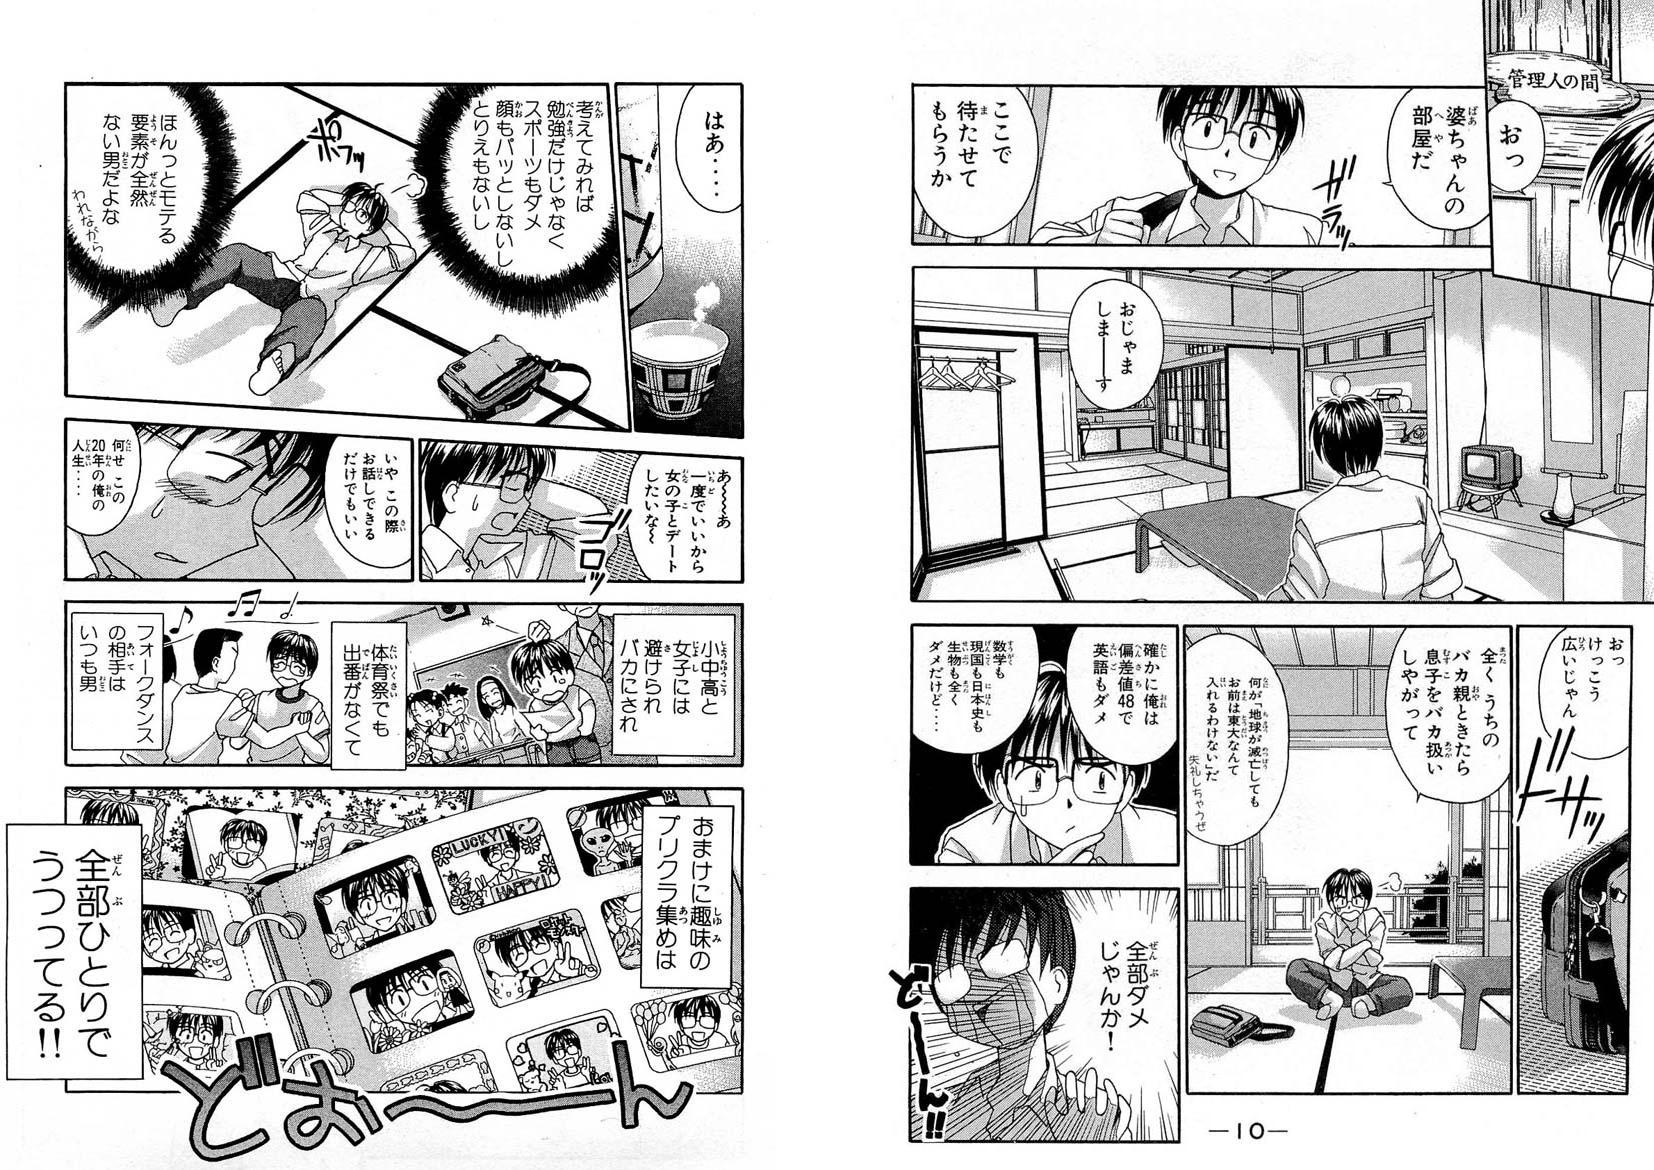 管理人の間
おっ
婆ちゃんの
部屋だ
ガラッ
ここで
待たせて
もらうか
おじゃま
しまーーす
おっ
けっこう
広いじゃん
ドサッ
全くうちの
バカ親ときたら
息子をバカ扱い
しやがって
何が「地球が滅亡しても
お前は東大なんて
入れるわけない」だ
失礼しちゃうぜ
確かに俺は
偏差値48で
英語もダメ
数学も
現国も日本史も
生物も全く
ダメだけど‥‥
全部ダメ
じゃんか!
どーーん!!
―10―
はあ‥‥
考えてみれば
勉強だけじゃなく
スポーツもダメ
顔もパッとしないし
とりえもないし
ボフッ
ほんっとモテる
要素が全然
ない男だよな
われながら
あ〜〜あ
一度でいいから
女の子とデート
したいな〜
ゴロッ
いや この際
お話しできる
だけでもいい
何せ この
20年の俺の
人生‥‥
小中高と
女子には
避けられ
バカにされ
体育祭でも
出番がなくて
フォークダンス
の相手は
いつも男
おまけに趣味の
プリクラ集めは
LUCKY!
HAPPY!
全部ひとりで
うつってる!!
どお〜〜ん